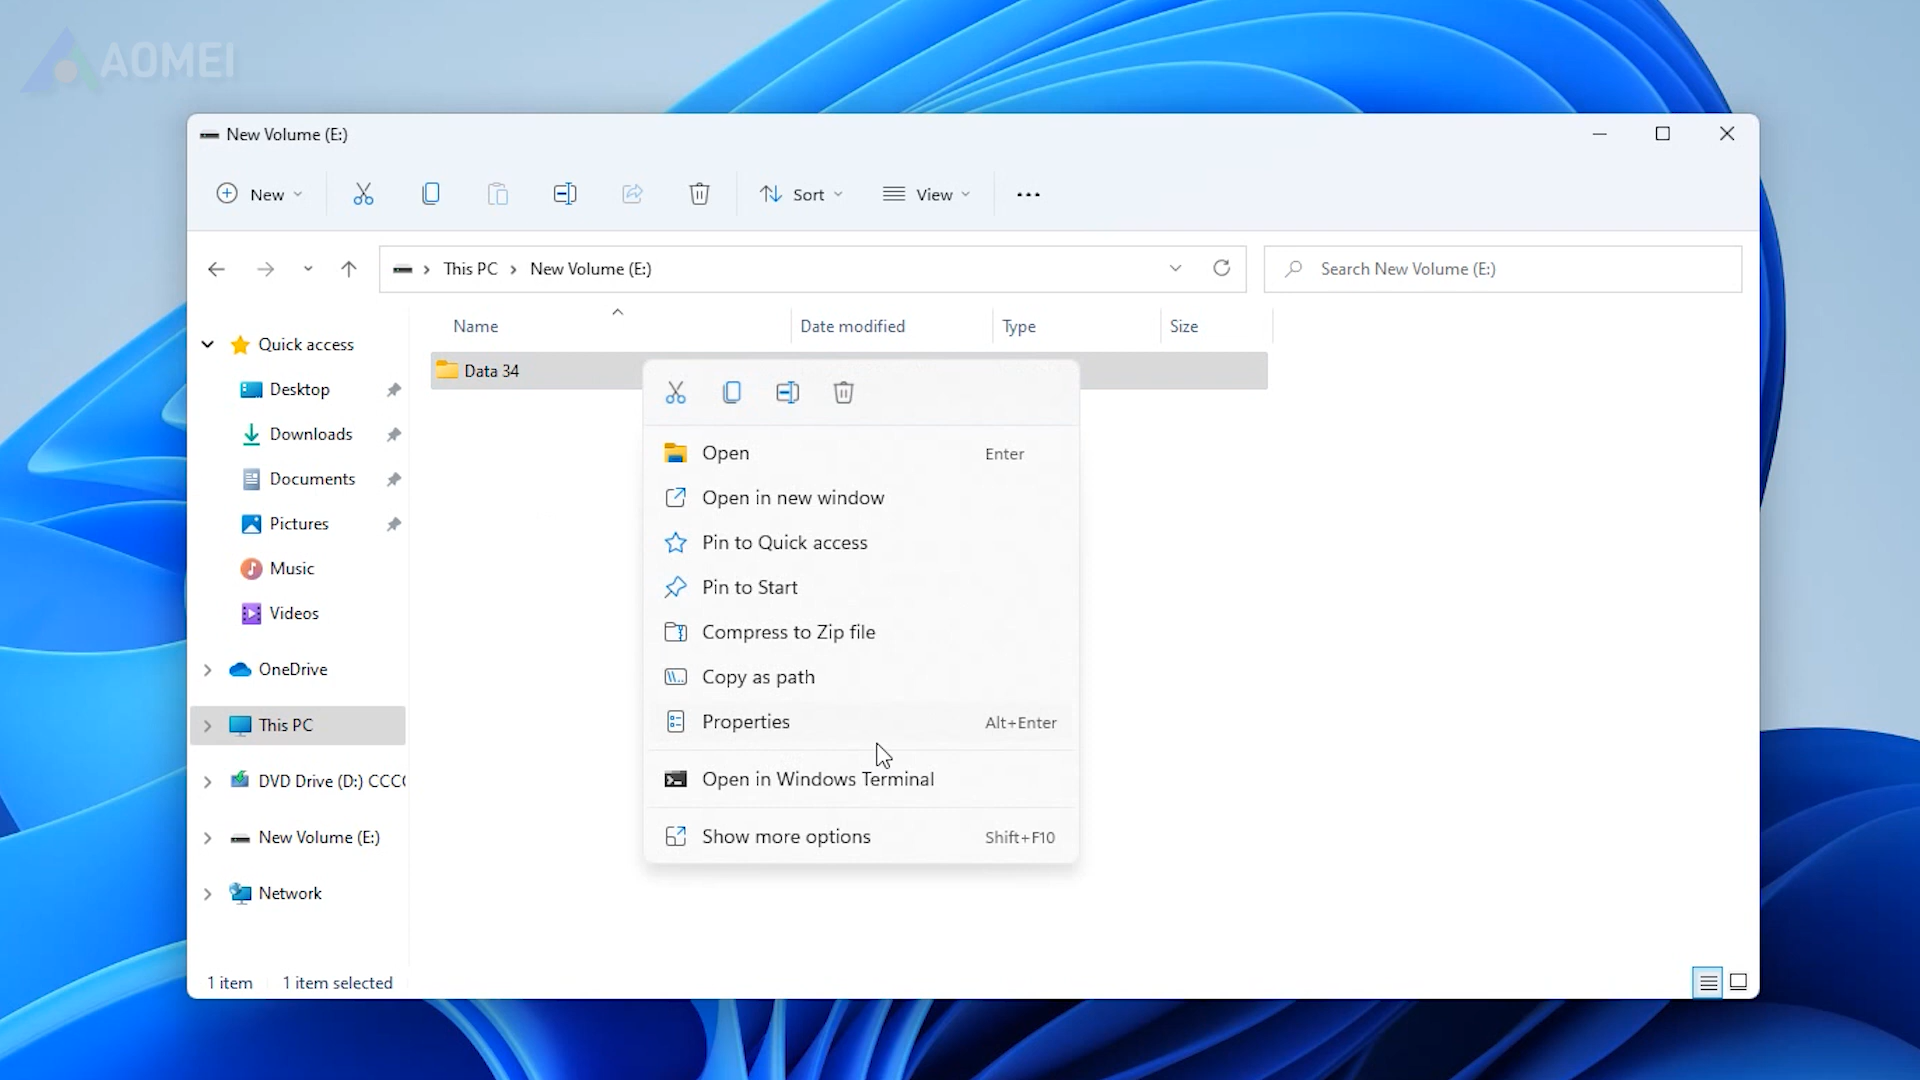 AOMEI
New Volume (E:)
New
Sort
View
This PC
New Volume (E:)
Search New Volume (E:)
Name
Date modified
Type
Size
Quick access
Desktop
Downloads
Documents
Pictures
Music
Videos
OneDrive
This PC
DVD Drive (D:) CCC
New Volume (E:)
Network
Data 34
Open Enter
Open in new window
Pin to Quick access
Pin to Start
Compress to Zip file
Copy as path
Properties Alt+Enter
Open in Windows Terminal
Show more options Shift+F10
1 item
1 item selected